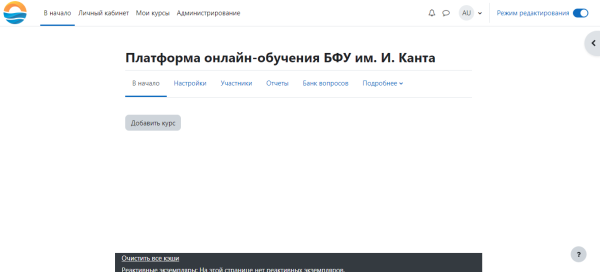 В начало Личный кабинет Мои курсы Администрирование AU Режим редактирования
Платформа онлайн-обучения БФУ им. И. Канта
В начало Настройки Участники Отчеты Банк вопросов Подробнее
Добавить курс
?
Очистить все кэши
Реактивные экземпляры: На этой странице нет реактивных экземпляров.